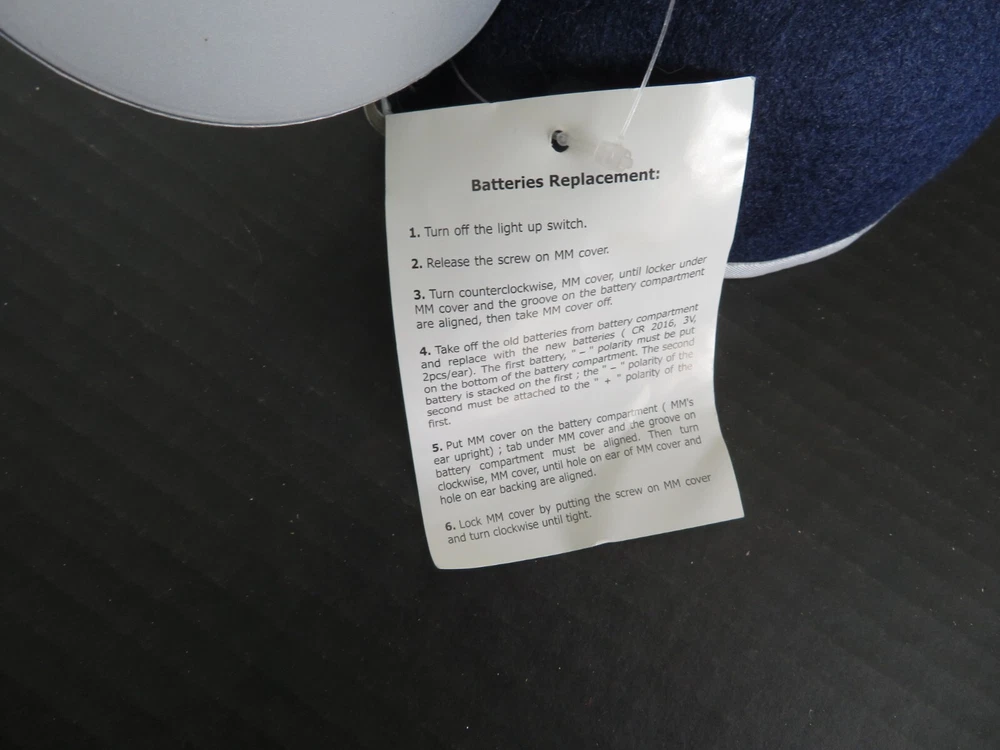 Batteries Replacement:
1. Turn off the light up switch.
2. Release the screw on MM cover.
3. Turn counterclockwise, MM cover, until locker under
MM cover and the groove on the battery compartment
are aligned, then take MM cover off.
4. Take off the old batteries from battery compartment
and replace with the new batteries ( CR 2016, 3V,
2pcs/ear). The first battery, " – " polarity must be put
on the bottom of the battery compartment. The second
battery is stacked on the first ; the " – " polarity of the
second must be attached to the " + " polarity of the
first.
5. Put MM cover on the battery compartment ( MM's
ear upright) ; tab under MM cover and the groove on
battery compartment must be aligned. Then turn
clockwise, MM cover, until hole on ear of MM cover and
hole on ear backing are aligned.
6. Lock MM cover by putting the screw on MM cover
and turn clockwise until tight.